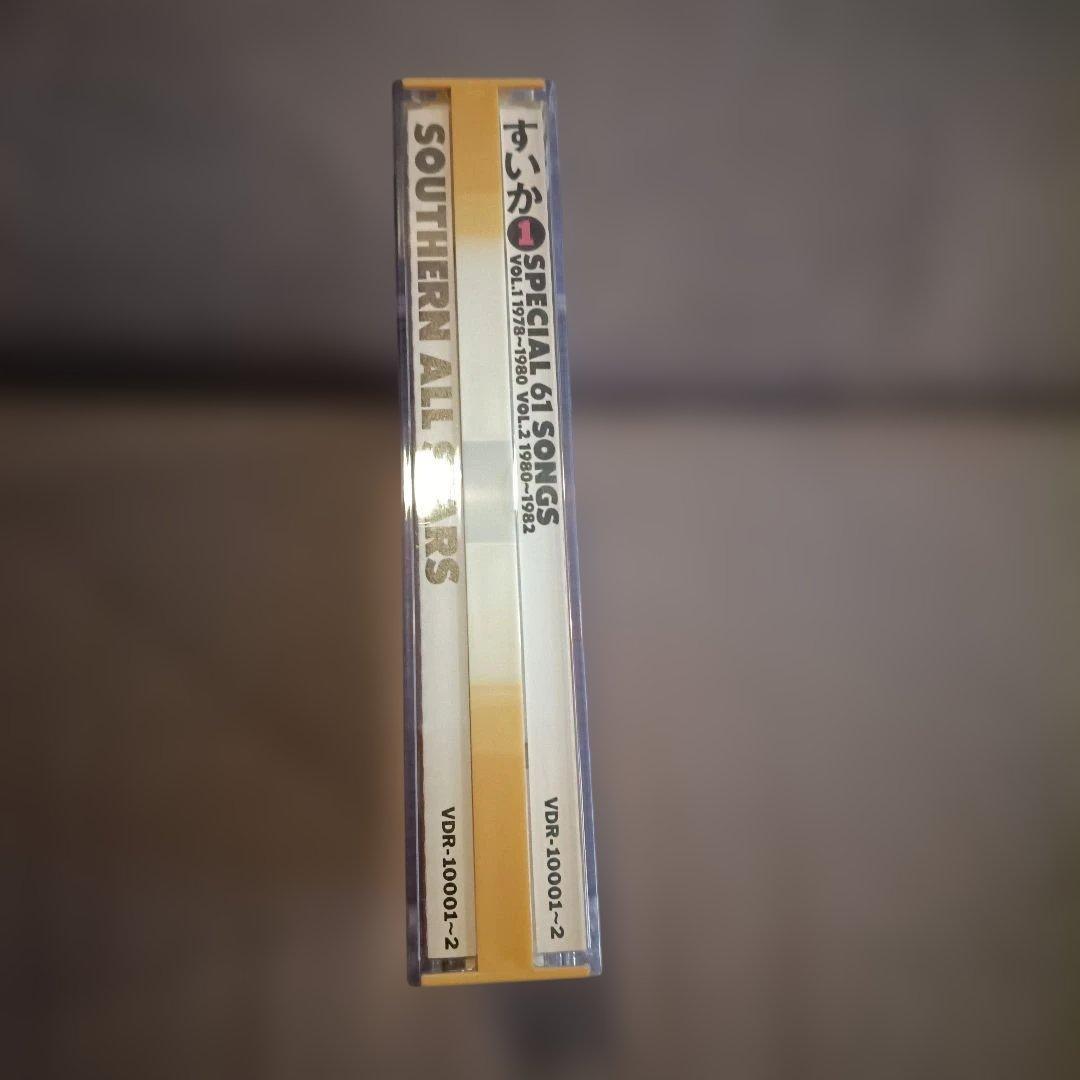 すいか1 SPECIAL 61 SONGS
VOL.1 1978~1980 VOL.2 1980~1982
VDR-10001~2
SOUTHERN ALL STARS
VDR-10001~2